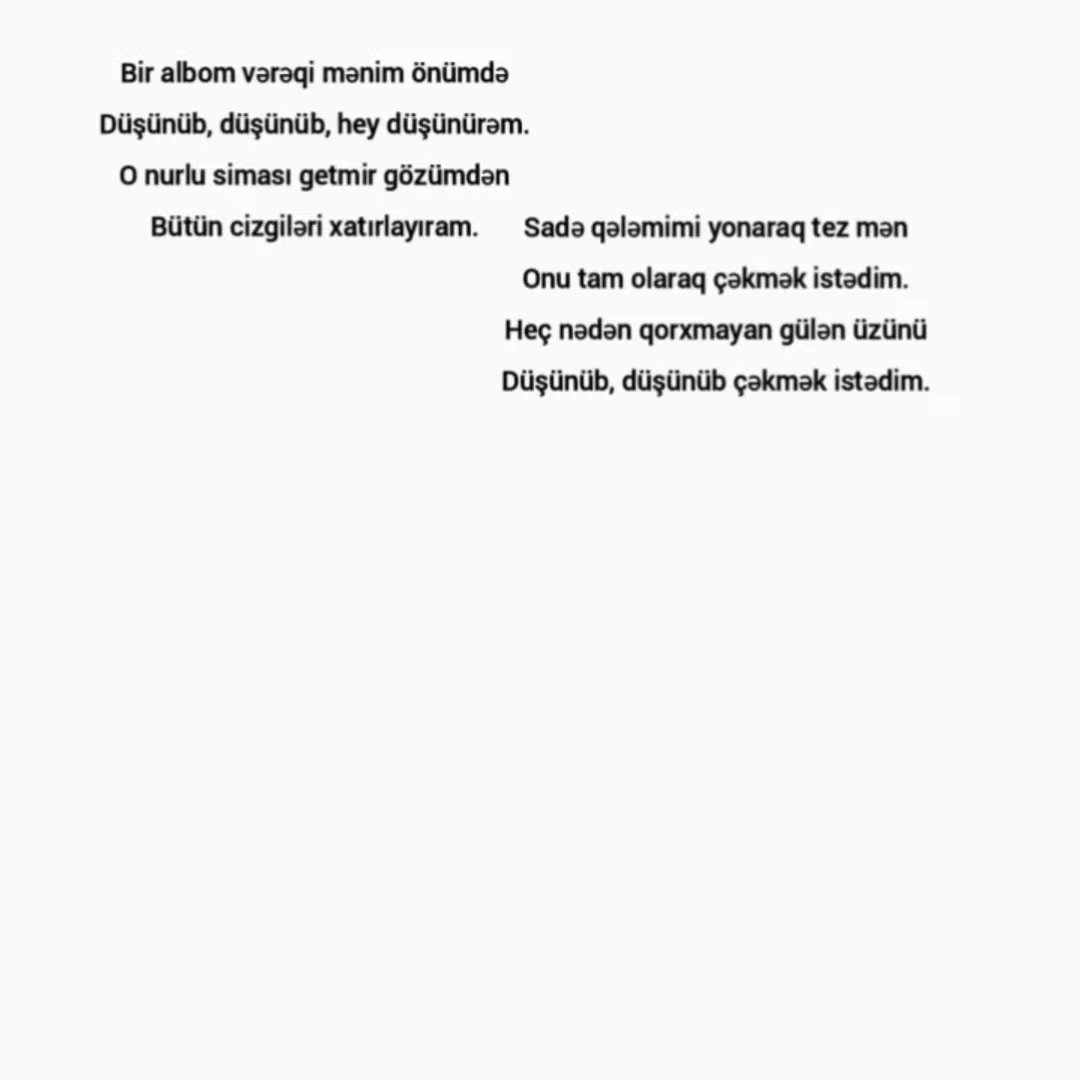 Bir albom vərəqi mənim önümdə
Düşünüb, düşünüb, hey düşünürəm.
O nurlu siması getmir gözümdən
Bütün cizgiləri xatırlayıram.
Sadə qələmimi yonaraq tez mən
Onu tam olaraq çəkmək istədim.
Heç nədən qorxmayan gülən üzünü
Düşünüb, düşünüb çəkmək istədim.